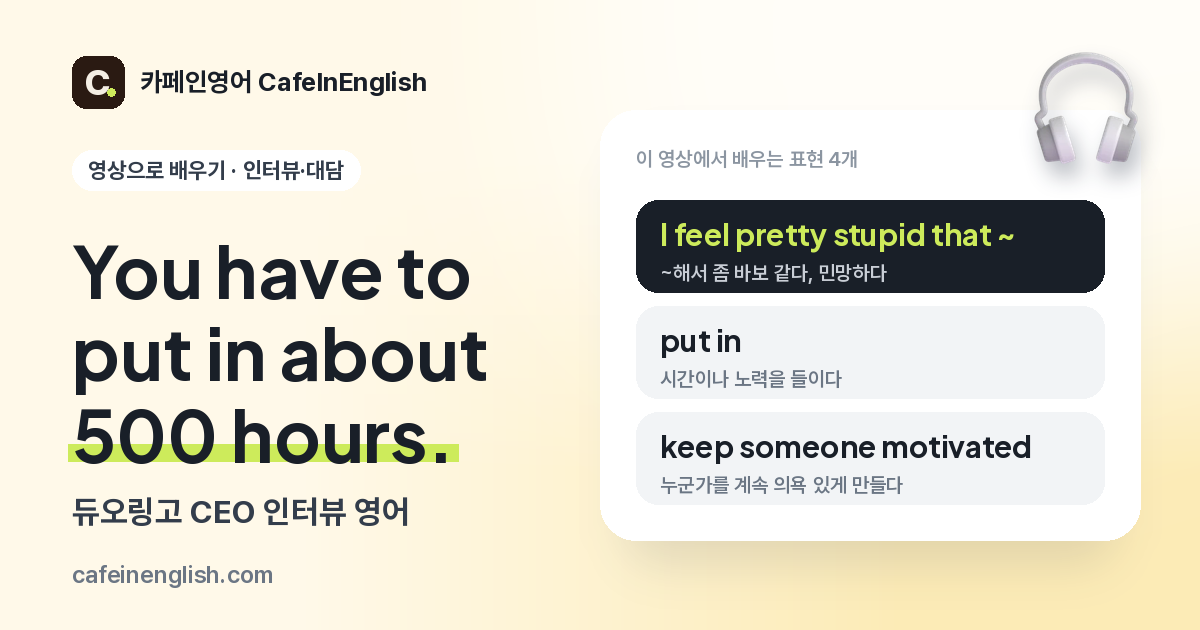 C.
카페인영어 CafeInEnglish
영상으로 배우기 · 인터뷰·대담
You have to
put in about
500 hours.
듀오링고 CEO 인터뷰 영어
cafeinenglish.com
이 영상에서 배우는 표현 4개
I feel pretty stupid that ~
~해서 좀 바보 같다, 민망하다
put in
시간이나 노력을 들이다
keep someone motivated
누군가를 계속 의욕 있게 만들다